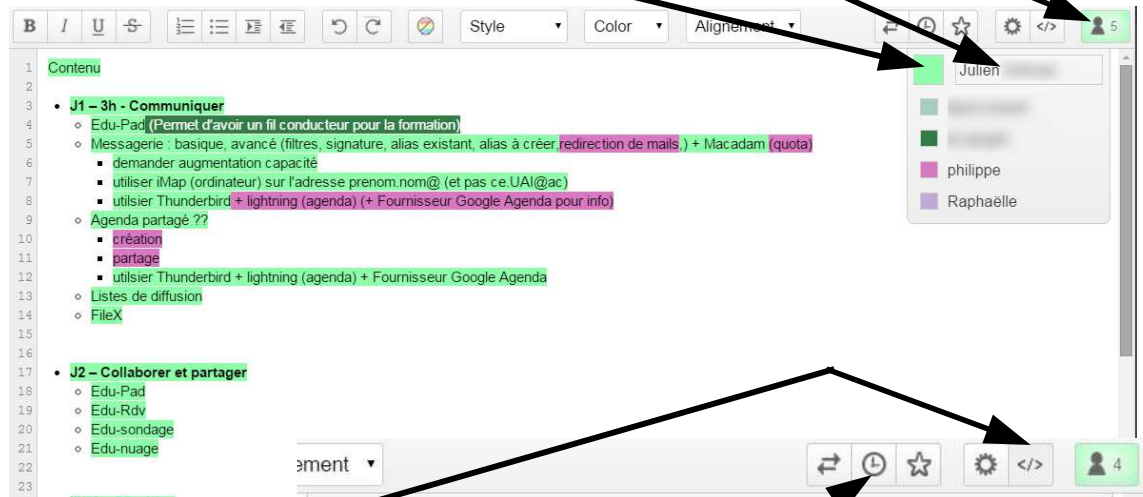 B I U S Style Color Alignement </> 5
1 Contenu
Julien
2
3 J1 – 3h - Communiquer
4 Edu-Pad (Permet d'avoir un fil conducteur pour la formation)
5 Messagerie : basique, avancé (filtres, signature, alias existant, alias à créer,redirection de mails,) + Macadam (quota)
6 demander augmentation capacité
7 utiliser iMap (ordinateur) sur l'adresse prenom.nom@ (et pas ce.UAI@ac)
philippe
8 utilsier Thunderbird + lightning (agenda) (+ Fournisseur Google Agenda pour info)
Raphaëlle
9 Agenda partagé ??
10 création
11 partage
12 utilsier Thunderbird + lightning (agenda) + Fournisseur Google Agenda
13 Listes de diffusion
14 FileX
15
16
17 J2 – Collaborer et partager
18 Edu-Pad
19 Edu-Rdv
20 Edu-sondage
21 Edu-nuage
22 ement </> 4
23